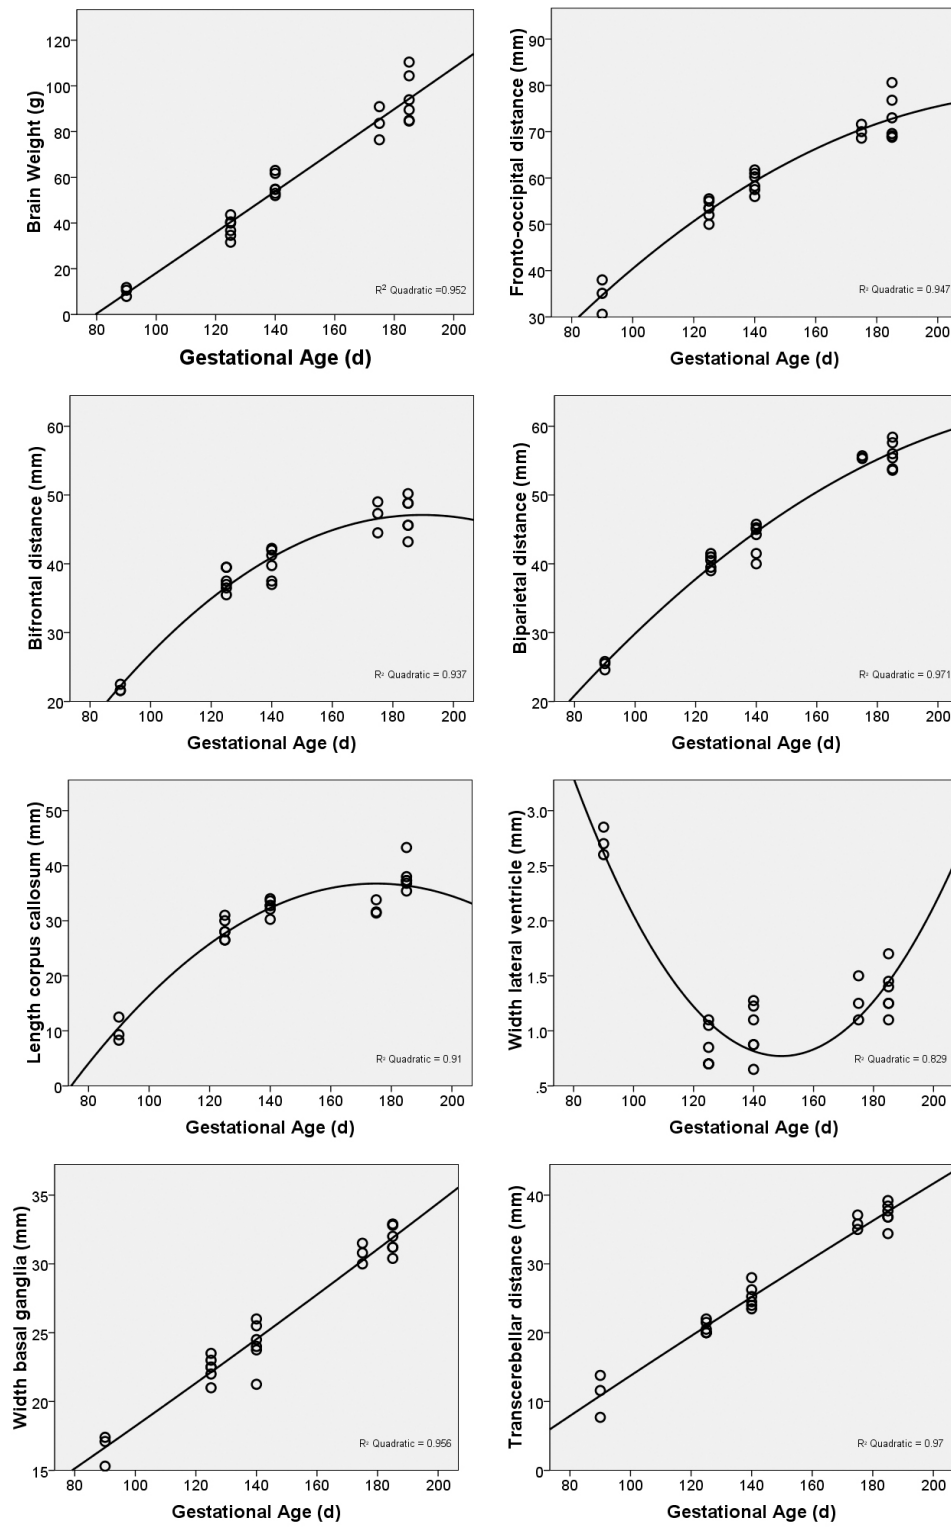 Brain Weight (g)
120
100
80
60
40
20
0
R² Quadratic =0.952
80 100 120 140 160 180 200
Gestational Age (d)
Fronto-occipital distance (mm)
90
80
70
60
50
40
30
R² Quadratic = 0.947
80 100 120 140 160 180 200
Gestational Age (d)
Bifrontal distance (mm)
60
50
40
30
20
R² Quadratic = 0.937
80 100 120 140 160 180 200
Gestational Age (d)
Biparietal distance (mm)
60
50
40
30
20
R² Quadratic = 0.971
80 100 120 140 160 180 200
Gestational Age (d)
Length corpus callosum (mm)
50
40
30
20
10
0
R² Quadratic = 0.91
80 100 120 140 160 180 200
Gestational Age (d)
Width lateral ventricle (mm)
3.0
2.5
2.0
1.5
1.0
.5
R² Quadratic = 0.829
80 100 120 140 160 180 200
Gestational Age (d)
Width basal ganglia (mm)
35
30
25
20
15
R² Quadratic = 0.956
80 100 120 140 160 180 200
Gestational Age (d)
Transcerebellar distance (mm)
40
30
20
10
0
R² Quadratic = 0.97
80 100 120 140 160 180 200
Gestational Age (d)